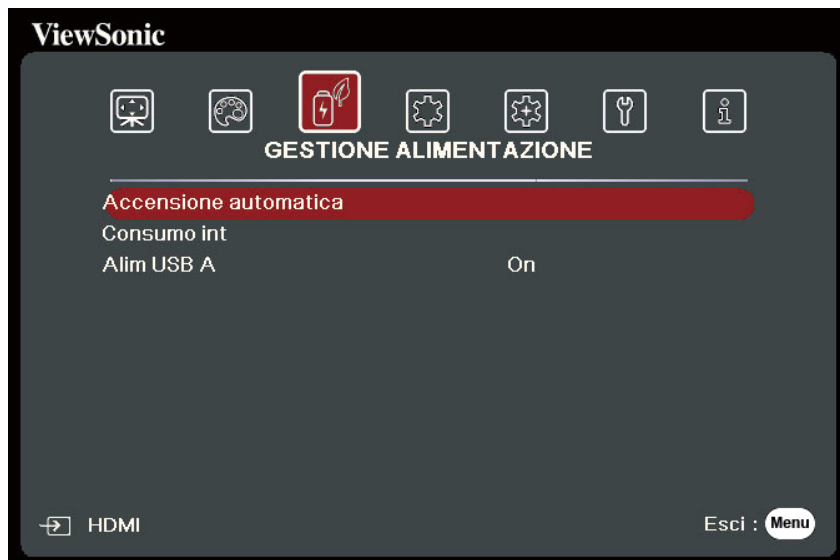 ViewSonic
GESTIONE ALIMENTAZIONE
Accensione automatica
Consumo int
Alim USB A On
HDMI Esci : Menu